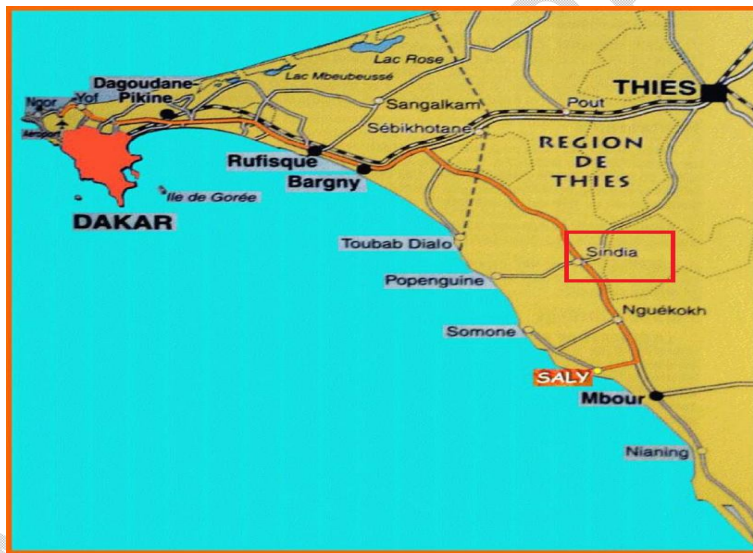 Lac Rose
Lac Mbeubeussé
Dagoudane-
Pikine
THIES
Ngor
Yof
Sangalkam
Pout
Aéroport
Sébikhotane
REGION
DE
THIES
Rufisque
Bargny
Ile de Gorée
DAKAR
Toubab Dialo
Sindia
Popenguine
Nguékokh
Somone
SALY
Mbour
Nianing